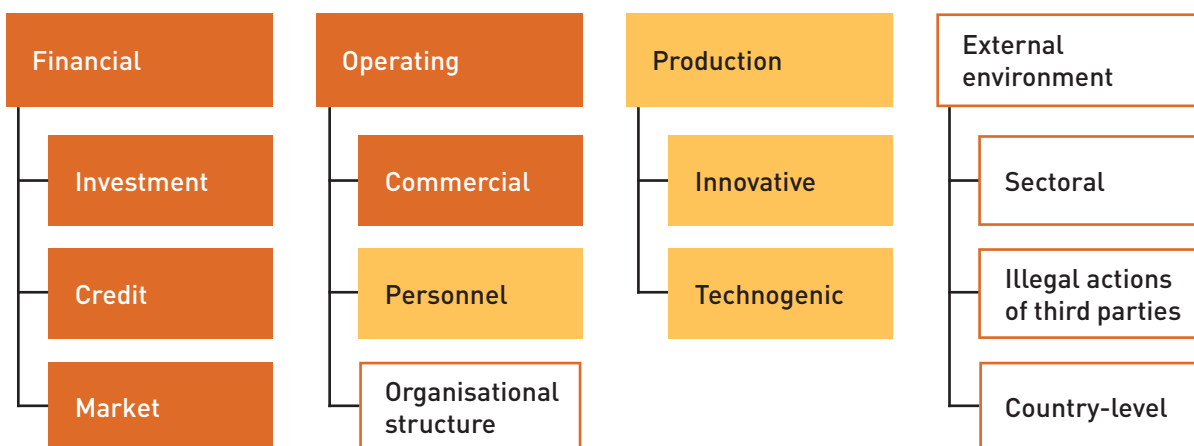 Financial
Investment
Credit
Market
Operating
Commercial
Personnel
Organisational
structure
Production
Innovative
Technogenic
External
environment
Sectoral
Illegal actions
of third parties
Country-level